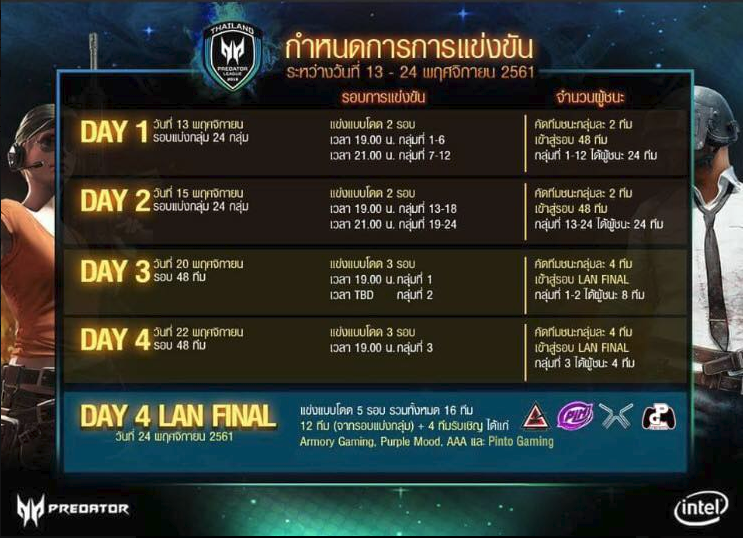 THAILAND
PREDATOR
LEAGUE
2019
กำหนดการการแข่งขัน
ระหว่างวันที่ 13 - 24 พฤศจิกายน 2561
รอบการแข่งขัน
จำนวนผู้ชนะ
DAY 1
วันที่ 13 พฤศจิกายน
รอบแบ่งกลุ่ม 24 กลุ่ม
แข่งแบบโดด 2 รอบ
เวลา 19.00 น. กลุ่มที่ 1-6
เวลา 21.00 น. กลุ่มที่ 7-12
คัดทีมชนะกลุ่มละ 2 ทีม
เข้าสู่รอบ 48 ทีม
กลุ่มที่ 1-12 ได้ผู้ชนะ 24 ทีม
DAY 2
วันที่ 15 พฤศจิกายน
รอบแบ่งกลุ่ม 24 กลุ่ม
แข่งแบบโดด 2 รอบ
เวลา 19.00 น. กลุ่มที่ 13-18
เวลา 21.00 น. กลุ่มที่ 19-24
คัดทีมชนะกลุ่มละ 2 ทีม
เข้าสู่รอบ 48 ทีม
กลุ่มที่ 13-24 ได้ผู้ชนะ 24 ทีม
DAY 3
วันที่ 20 พฤศจิกายน
รอบ 48 ทีม
แข่งแบบโดด 3 รอบ
เวลา 19.00 น. กลุ่มที่ 1
เวลา TBD กลุ่มที่ 2
คัดทีมชนะกลุ่มละ 4 ทีม
เข้าสู่รอบ LAN FINAL
กลุ่มที่ 1-2 ได้ผู้ชนะ 8 ทีม
DAY 4
วันที่ 22 พฤศจิกายน
รอบ 48 ทีม
แข่งแบบโดด 3 รอบ
เวลา 19.00 น. กลุ่มที่ 3
คัดทีมชนะกลุ่มละ 4 ทีม
เข้าสู่รอบ LAN FINAL
กลุ่มที่ 3 ได้ผู้ชนะ 4 ทีม
DAY 4 LAN FINAL
วันที่ 24 พฤศจิกายน 2561
แข่งแบบโดด 5 รอบ รวมทั้งหมด 16 ทีม
12 ทีม (จากรอบแบ่งกลุ่ม) + 4 ทีมรับเชิญ ได้แก่
Armory Gaming, Purple Mood, AAA และ Pinto Gaming
PREDATOR
intel